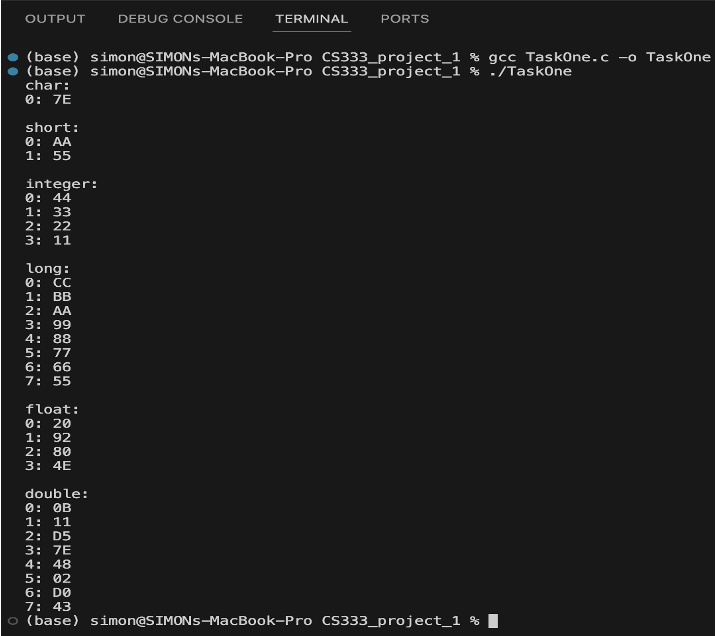 OUTPUT DEBUG CONSOLE TERMINAL PORTS
(base) simon@SIMONs-MacBook-Pro CS333_project_1 % gcc TaskOne.c -o TaskOne
(base) simon@SIMONs-MacBook-Pro CS333_project_1 % ./TaskOne
char:
0: 7E
short:
0: AA
1: 55
integer:
0: 44
1: 33
2: 22
3: 11
long:
0: CC
1: BB
2: AA
3: 99
4: 88
5: 77
6: 66
7: 55
float:
0: 20
1: 92
2: 80
3: 4E
double:
0: 0B
1: 11
2: D5
3: 7E
4: 48
5: 02
6: D0
7: 43
(base) simon@SIMONs-MacBook-Pro CS333_project_1 %